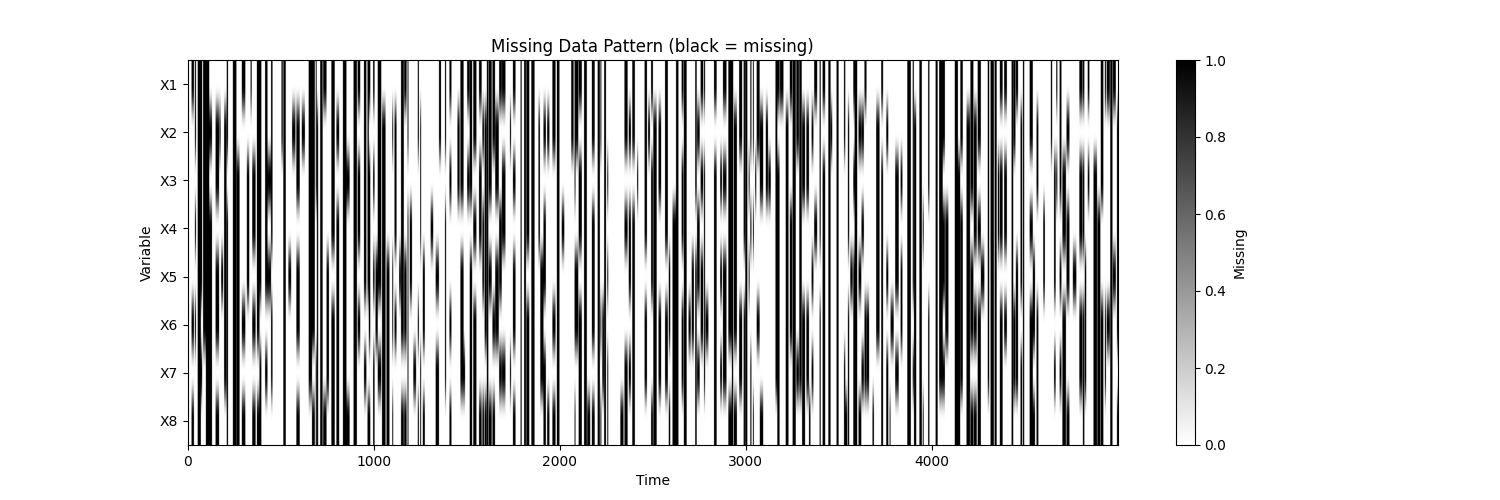 Missing Data Pattern (black = missing)
X1
X2
X3
X4
X5
X6
X7
X8
Variable
0 1000 2000 3000 4000
Time
1.0
0.8
0.6
0.4
0.2
0.0
Missing